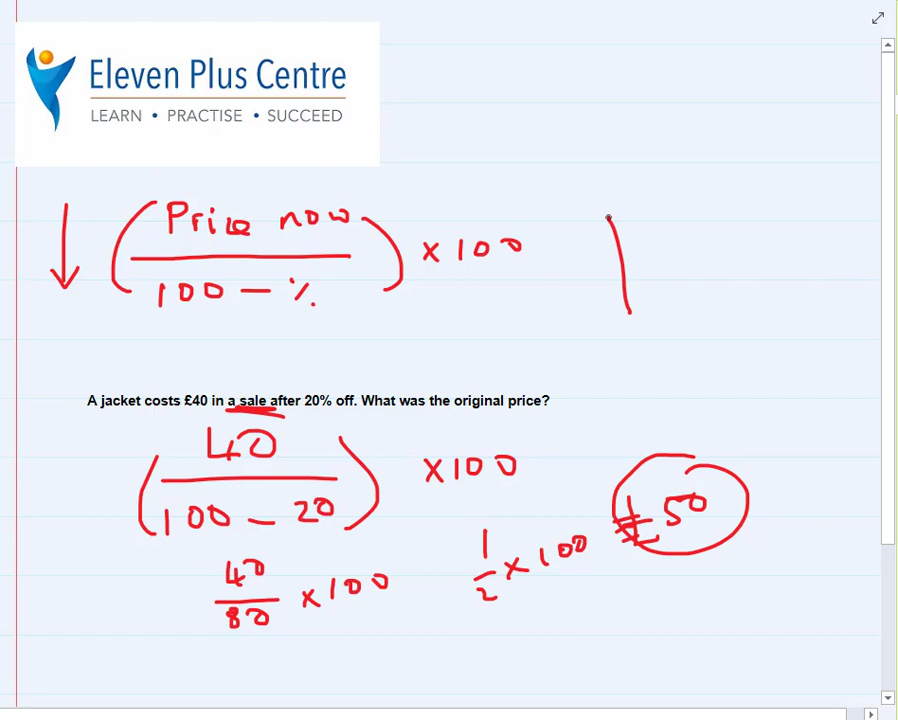 Eleven Plus Centre
LEARN • PRACTISE • SUCCEED
(Price now / 100 - %) × 100
A jacket costs £40 in a sale after 20% off. What was the original price?
(40 / 100 - 20) × 100
40 / 80 × 100
1 / 2 × 100
£50